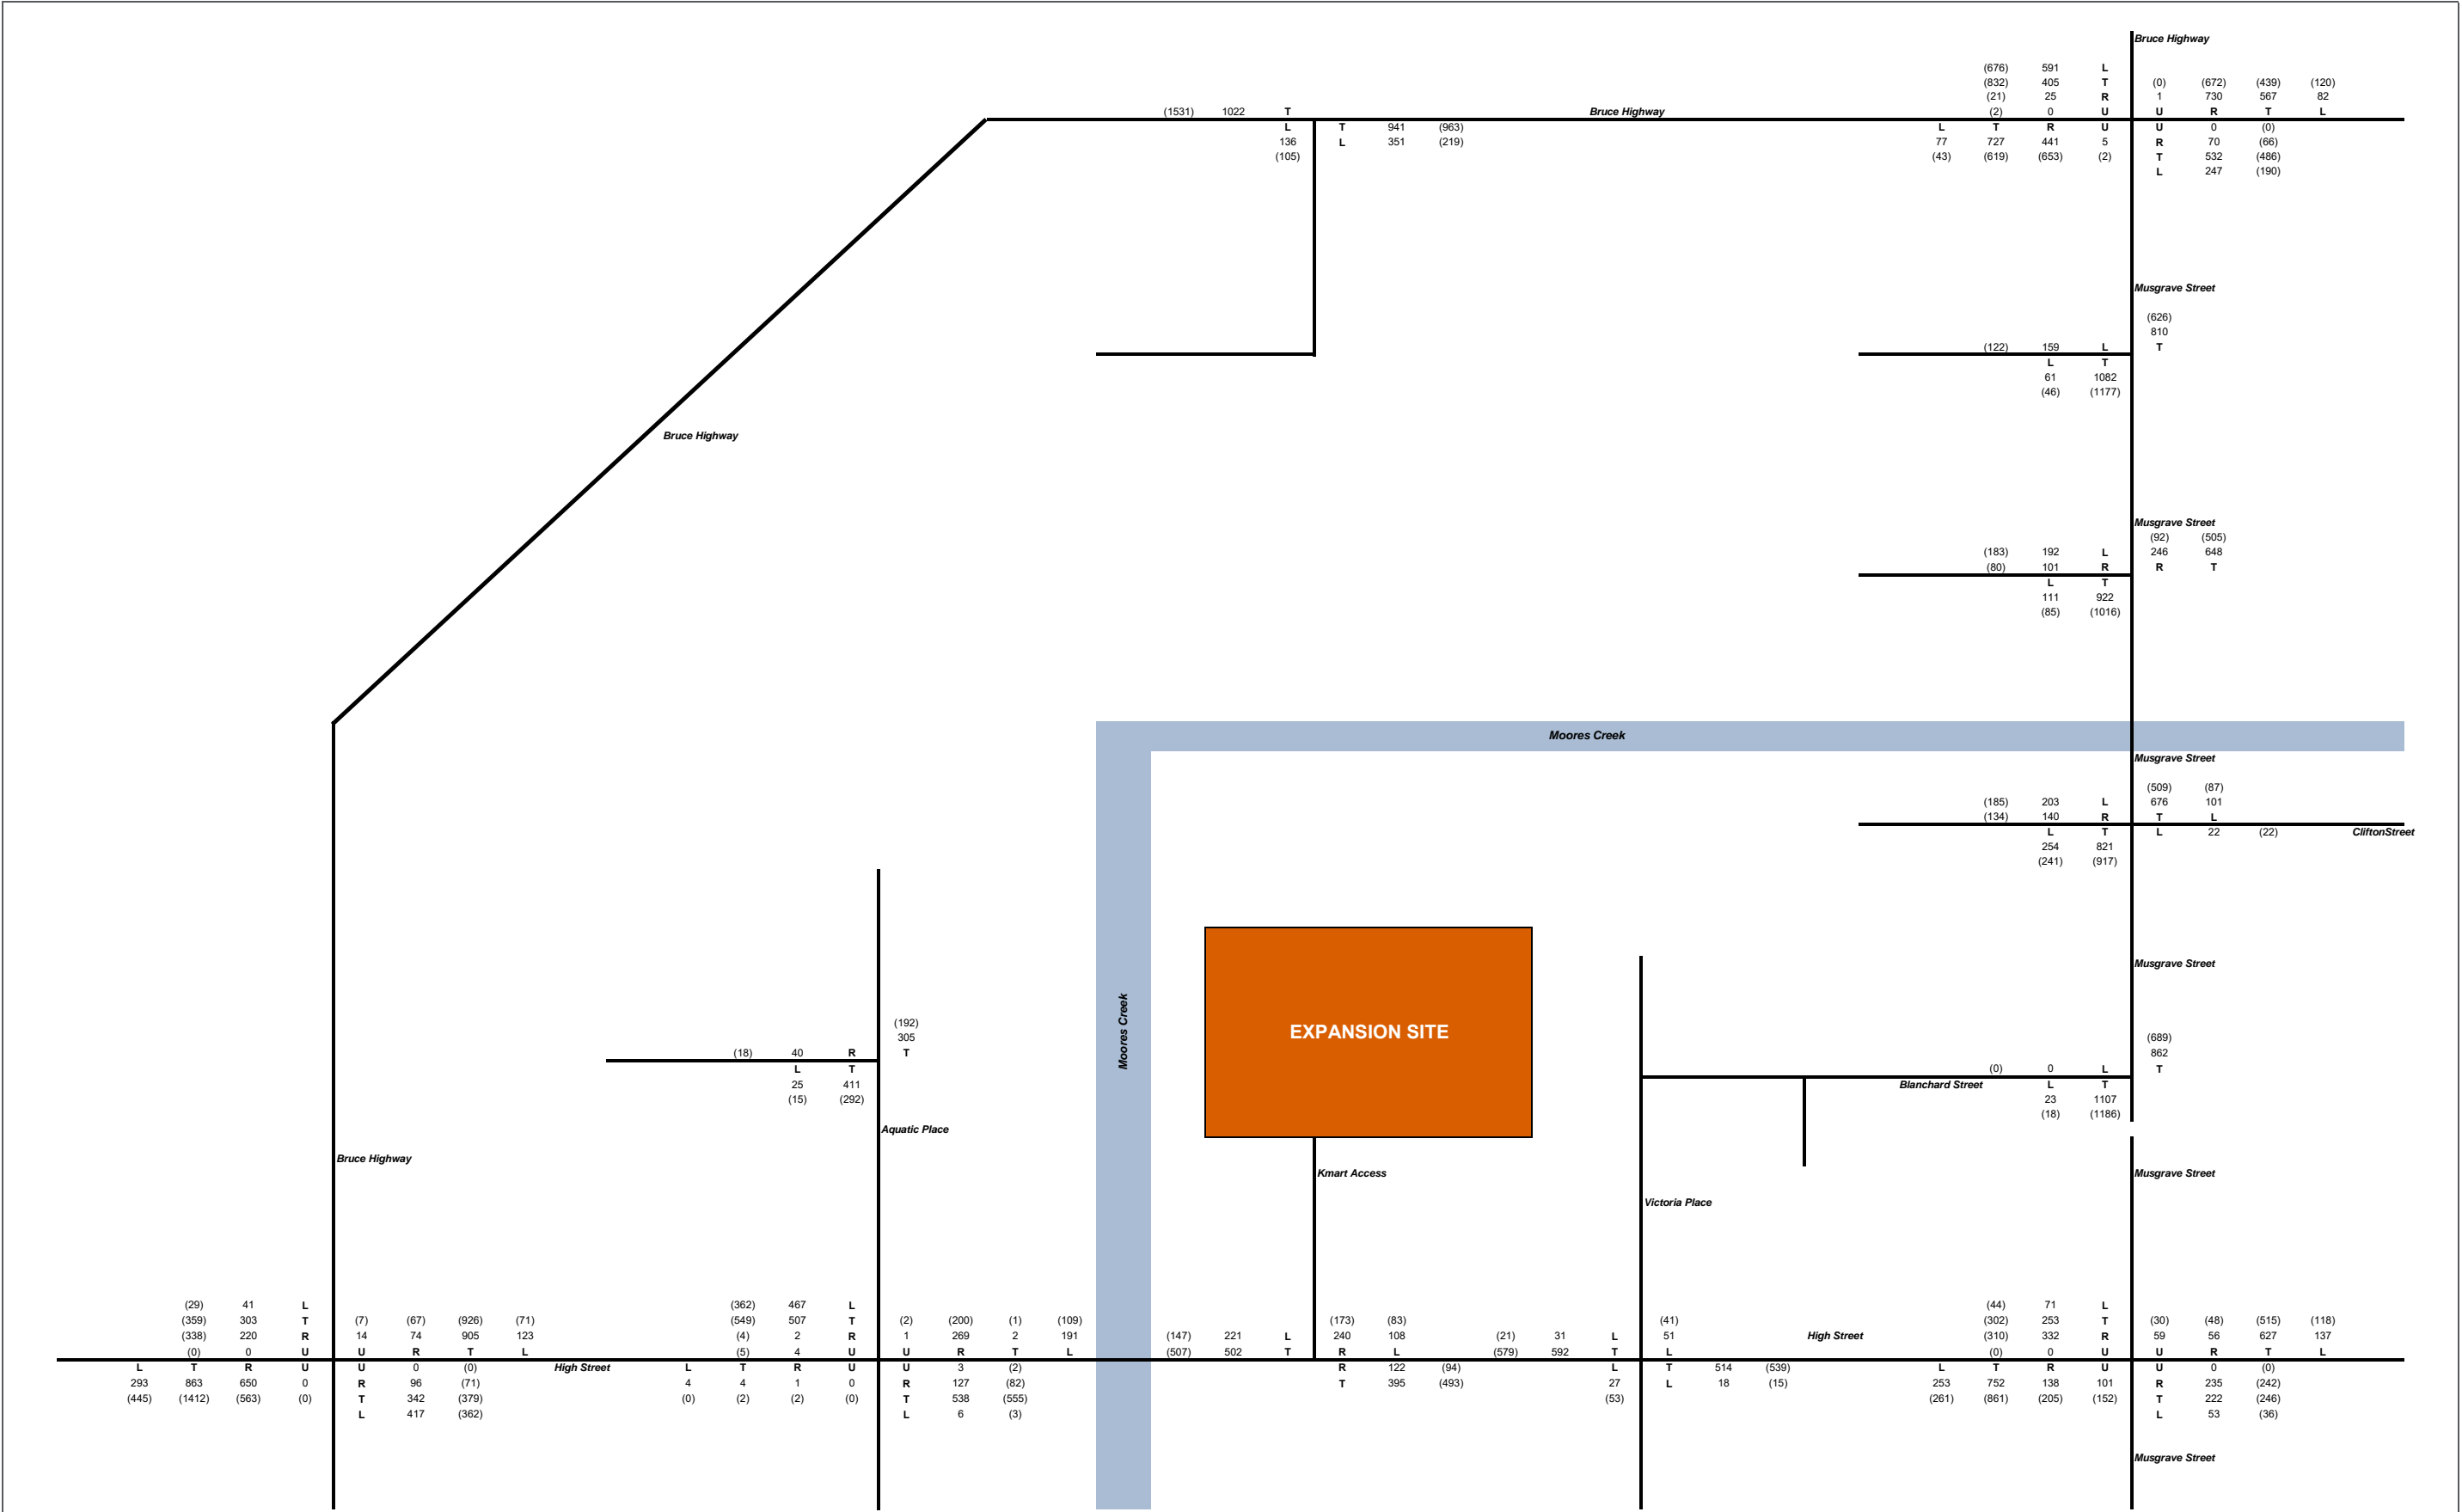 Bruce Highway
(676) 591 L
(832) 405 T (0) (672) (439) (120)
(21) 25 R 1 730 567 82
(1531) 1022 T Bruce Highway (2) 0 U U R T L
L T 941 (963) L T R U U 0 (0)
136 L 351 (219) 77 727 441 5 R 70 (66)
(105) (43) (619) (653) (2) T 532 (486)
L 247 (190)
Musgrave Street
(626)
810
(122) 159 L T
L T
61 1082
(46) (1177)
Bruce Highway
Musgrave Street
(92) (505)
(183) 192 L 246 648
(80) 101 R R T
L T
111 922
(85) (1016)
Moores Creek
Musgrave Street
(509) (87)
(185) 203 L 676 101
(134) 140 R T L
L T L 22 (22) CliftonStreet
254 821
(241) (917)
Musgrave Street
Moores Creek
EXPANSION SITE
(192)
305
(18) 40 R T
L T
25 411
(15) (292)
(689)
862
(0) 0 L T
Blanchard Street L T
23 1107
(18) (1186)
Aquatic Place
Bruce Highway
Kmart Access
Musgrave Street
Victoria Place
(29) 41 L (362) 467 L (44) 71 L
(359) 303 T (7) (67) (926) (71) (549) 507 T (2) (200) (1) (109) (173) (83) (41) (302) 253 T (30) (48) (515) (118)
(338) 220 R 14 74 905 123 (4) 2 R 1 269 2 191 (147) 221 L 240 108 (21) 31 L 51 High Street (310) 332 R 59 56 627 137
(0) 0 U U R T L (5) 4 U U R T L (507) 502 T R L (579) 592 T L (0) 0 U U R T L
L T R U U 0 (0) High Street L T R U U 3 (2) R 122 (94) L T 514 (539) L T R U U 0 (0)
293 863 650 0 R 96 (71) 4 4 1 0 R 127 (82) T 395 (493) 27 L 18 (15) 253 752 138 101 R 235 (242)
(445) (1412) (563) (0) T 342 (379) (0) (2) (2) (0) T 538 (555) (53) (261) (861) (205) (152) T 222 (246)
L 417 (362) L 6 (3) L 53 (36)
Musgrave Street